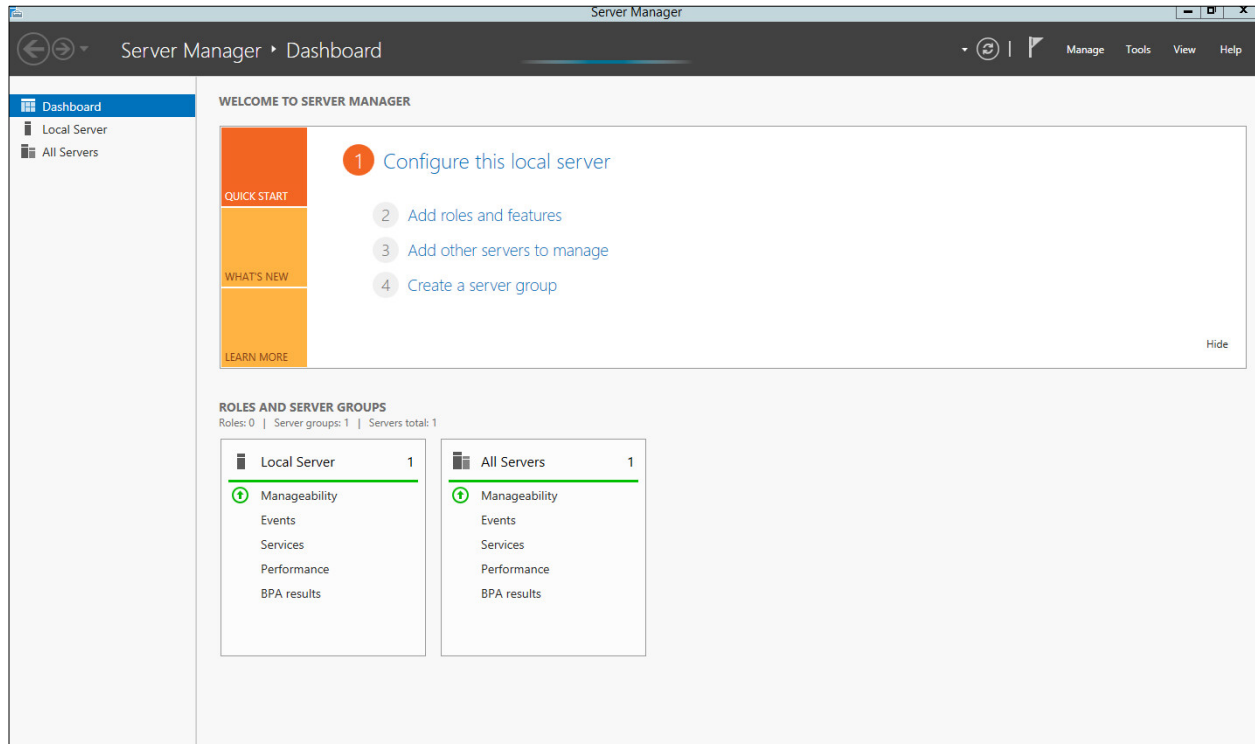 Server Manager
Server Manager ‣ Dashboard
Manage Tools View Help
Dashboard
Local Server
All Servers
WELCOME TO SERVER MANAGER
QUICK START
WHAT'S NEW
LEARN MORE
1 Configure this local server
2 Add roles and features
3 Add other servers to manage
4 Create a server group
Hide
ROLES AND SERVER GROUPS
Roles: 0 | Server groups: 1 | Servers total: 1
Local Server 1
Manageability
Events
Services
Performance
BPA results
All Servers 1
Manageability
Events
Services
Performance
BPA results